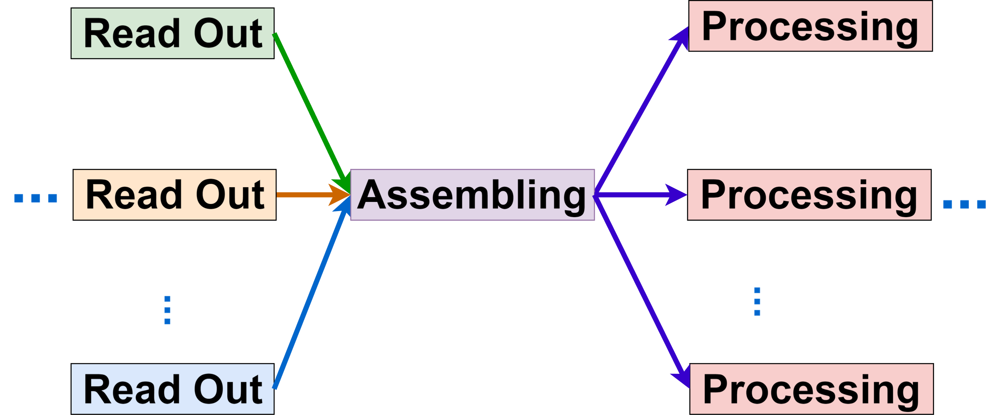 Read Out
Processing
Read Out
Assembling
Processing
Read Out
Processing